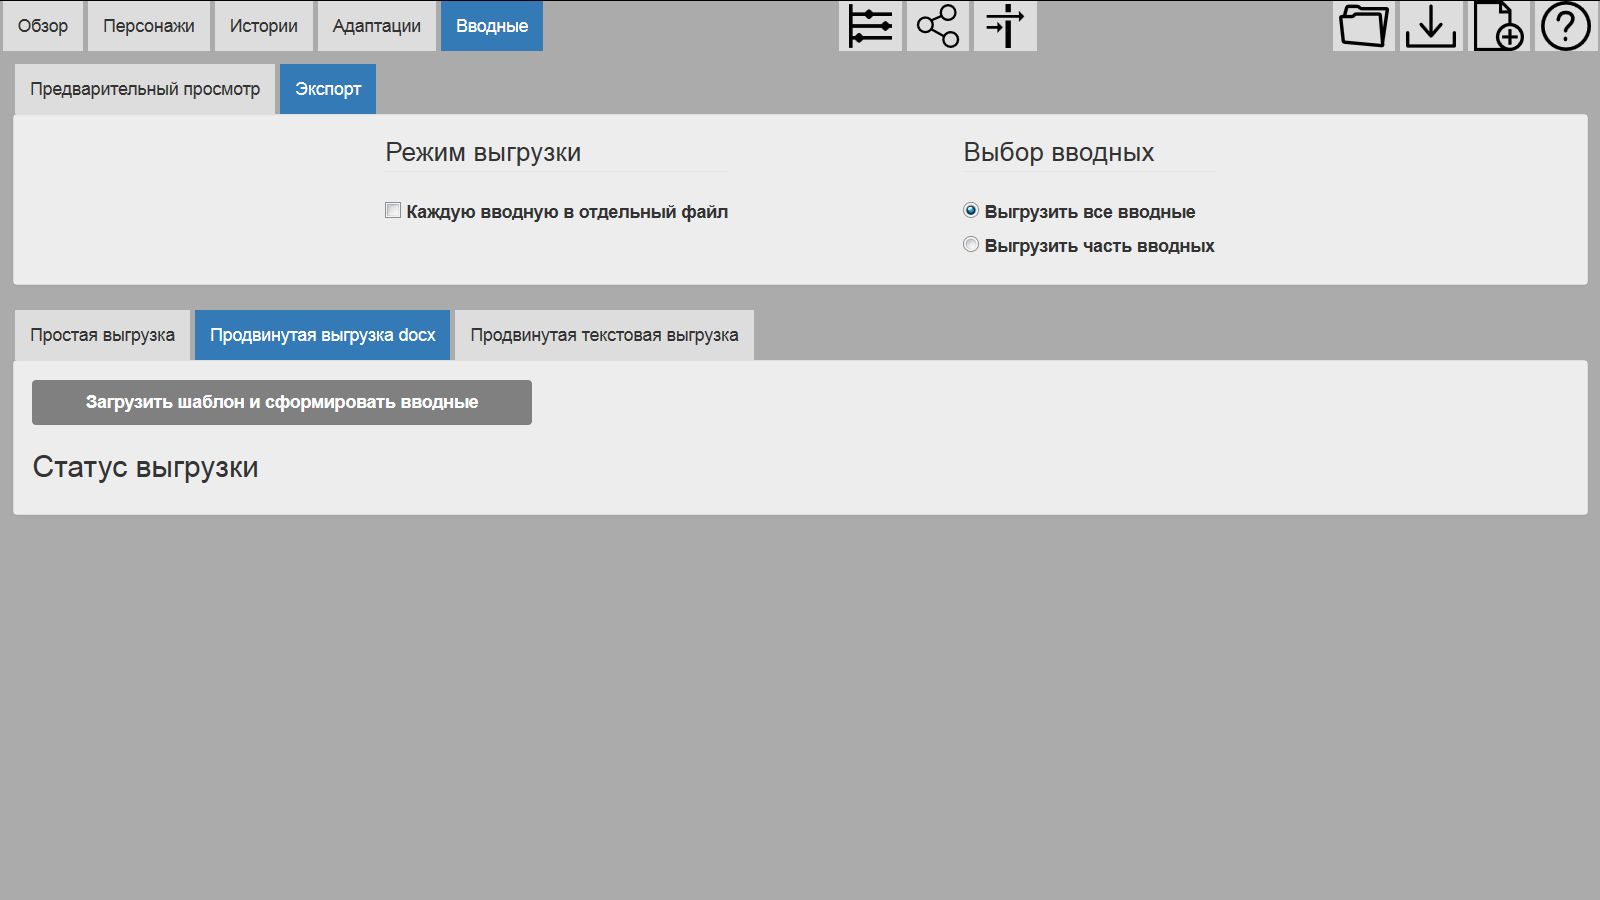 Обзор Персонажи Истории Адаптации Вводные
Предварительный просмотр Экспорт
Режим выгрузки
Каждую вводную в отдельный файл
Выбор вводных
Выгрузить все вводные
Выгрузить часть вводных
Простая выгрузка Продвинутая выгрузка docx Продвинутая текстовая выгрузка
Загрузить шаблон и сформировать вводные
Статус выгрузки